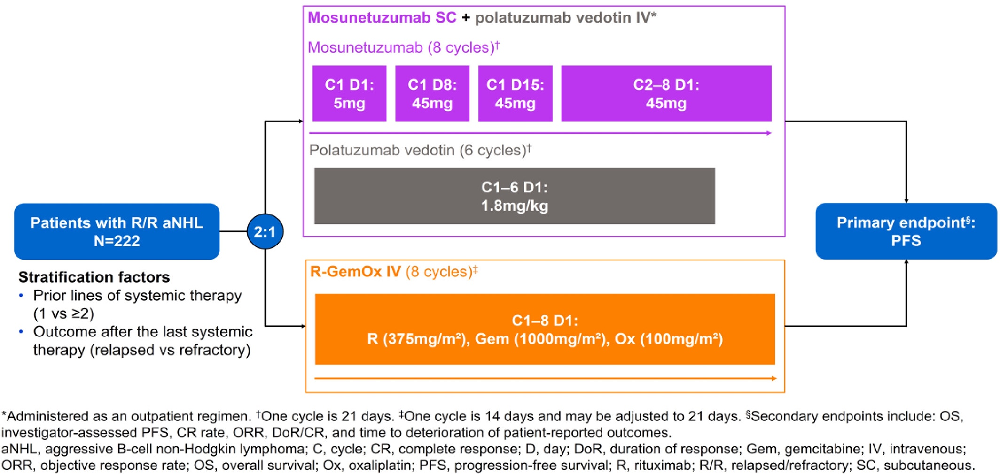 Mosunetuzumab SC + polatuzumab vedotin IV*
Mosunetuzumab (8 cycles)†
C1 D1:
5mg
C1 D8:
45mg
C1 D15:
45mg
C2–8 D1:
45mg
Polatuzumab vedotin (6 cycles)†
C1–6 D1:
1.8mg/kg
Patients with R/R aNHL
N=222
2:1
Primary endpoint§:
PFS
Stratification factors
• Prior lines of systemic therapy
(1 vs ≥2)
• Outcome after the last systemic
therapy (relapsed vs refractory)
R-GemOx IV (8 cycles)‡
C1–8 D1:
R (375mg/m²), Gem (1000mg/m²), Ox (100mg/m²)
*Administered as an outpatient regimen. †One cycle is 21 days. ‡One cycle is 14 days and may be adjusted to 21 days. §Secondary endpoints include: OS,
investigator-assessed PFS, CR rate, ORR, DoR/CR, and time to deterioration of patient-reported outcomes.
aNHL, aggressive B-cell non-Hodgkin lymphoma; C, cycle; CR, complete response; D, day; DoR, duration of response; Gem, gemcitabine; IV, intravenous;
ORR, objective response rate; OS, overall survival; Ox, oxaliplatin; PFS, progression-free survival; R, rituximab; R/R, relapsed/refractory; SC, subcutaneous.